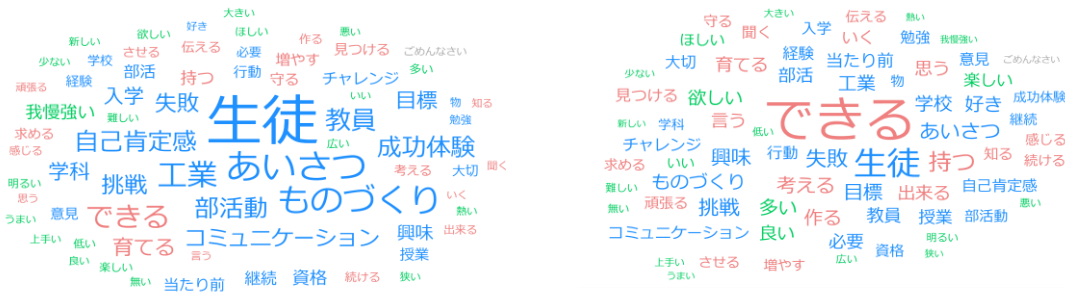 大きい
好き
新しい
欲しい
ほしい
作る
悪い
少ない
学校
させる
伝える
必要
増やす
見つける
ごめんなさい
頑張る
経験
部活
持つ
行動
守る
チャレンジ
多い
我慢強い
入学
失敗
生徒
いい
目標
物
知る
難しい
教員
勉強
求める
自己肯定感
広い
成功体験
感じる
学科
工業
あいさつ
考える
大切
聞く
明るい
挑戦
ものづくり
いく
思う
意見
できる
部活動
熱い
うまい
出来る
上手い
低い
育てる
コミュニケーション
興味
良い
言う
授業
楽しい
無い
当たり前
継続
資格
続ける
狭い
大きい
守る
入学
伝える
熱い
ほしい
聞く
いく
勉強
我慢強い
大切
経験
当たり前
意見
ごめんなさい
少ない
育てる
部活
工業
物
思う
楽しい
見つける
欲しい
できる
学校
好き
成功体験
新しい
学科
言う
低い
あいさつ
継続
チャレンジ
感じる
求める
いい
興味
行動
失敗
生徒
持つ
知る
続ける
難しい
ものづくり
考える
目標
出来る
自己肯定感
無い
頑張る
挑戦
多い
作る
教員
授業
部活動
悪い
コミュニケーション
良い
必要
資格
明るい
広い
狭い
上手い
させる
増やす
うまい